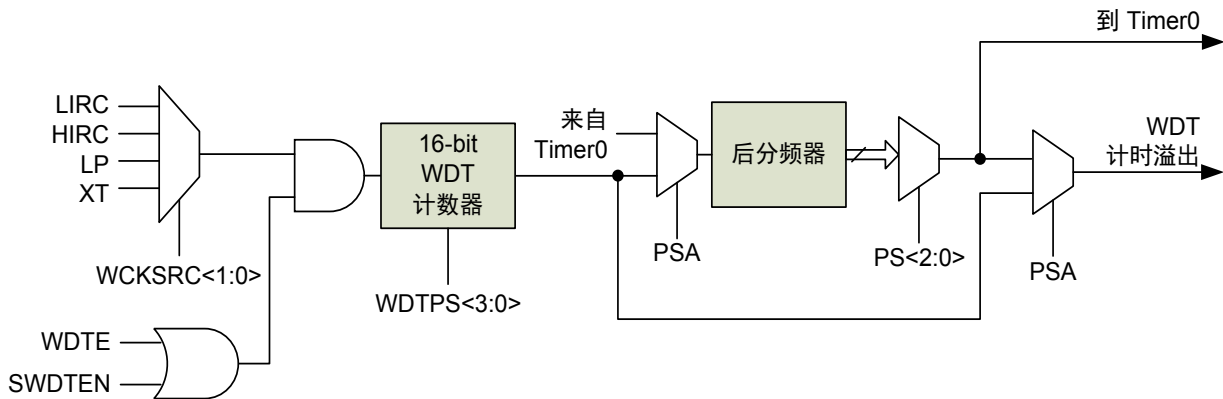 到 Timer0
LIRC
HIRC
LP
XT
WCKSRC<1:0>
WDTE
SWDTEN
16-bit
WDT
计数器
WDTPS<3:0>
来自
Timer0
PSA
后分频器
PS<2:0>
WDT
计时溢出
PSA